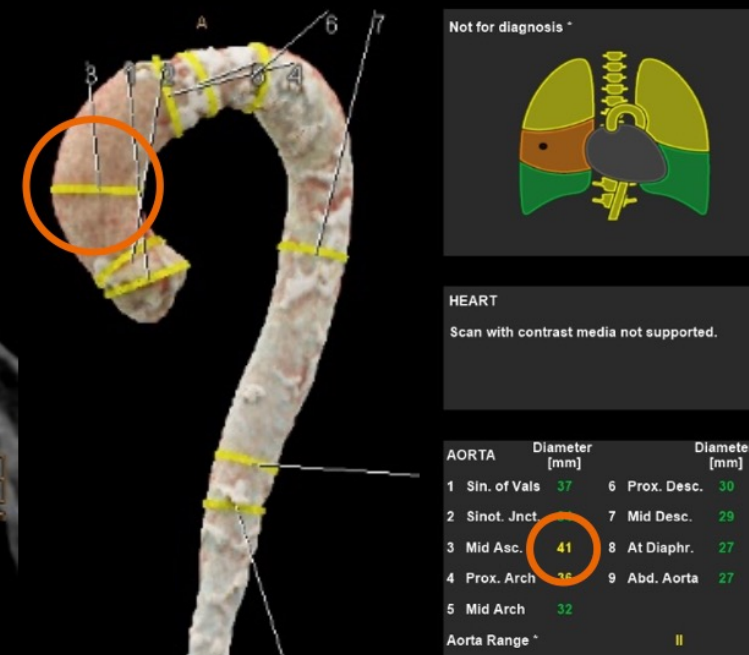 A
6
7
3
1
2
4
Not for diagnosis *
HEART
Scan with contrast media not supported.
AORTA Diameter [mm] Diamete [mm]
1 Sin. of Vals 37 6 Prox. Desc. 30
2 Sinot. Jnct. 7 Mid Desc. 29
3 Mid Asc. 41 8 At Diaphr. 27
4 Prox. Arch 36 9 Abd. Aorta 27
5 Mid Arch 32
Aorta Range * II